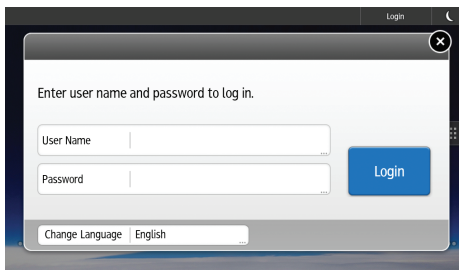 Login
Enter user name and password to log in.
User Name
...
Password
...
Login
Change Language English
...